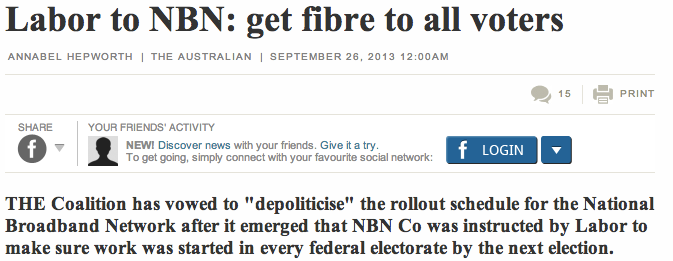 Labor to NBN: get fibre to all voters
ANNABEL HEPWORTH | THE AUSTRALIAN | SEPTEMBER 26, 2013 12:00AM
15 PRINT
SHARE
YOUR FRIENDS' ACTIVITY
NEW! Discover news with your friends. Give it a try.
To get going, simply connect with your favourite social network:
f LOGIN
THE Coalition has vowed to "depoliticise" the rollout schedule for the National
Broadband Network after it emerged that NBN Co was instructed by Labor to
make sure work was started in every federal electorate by the next election.